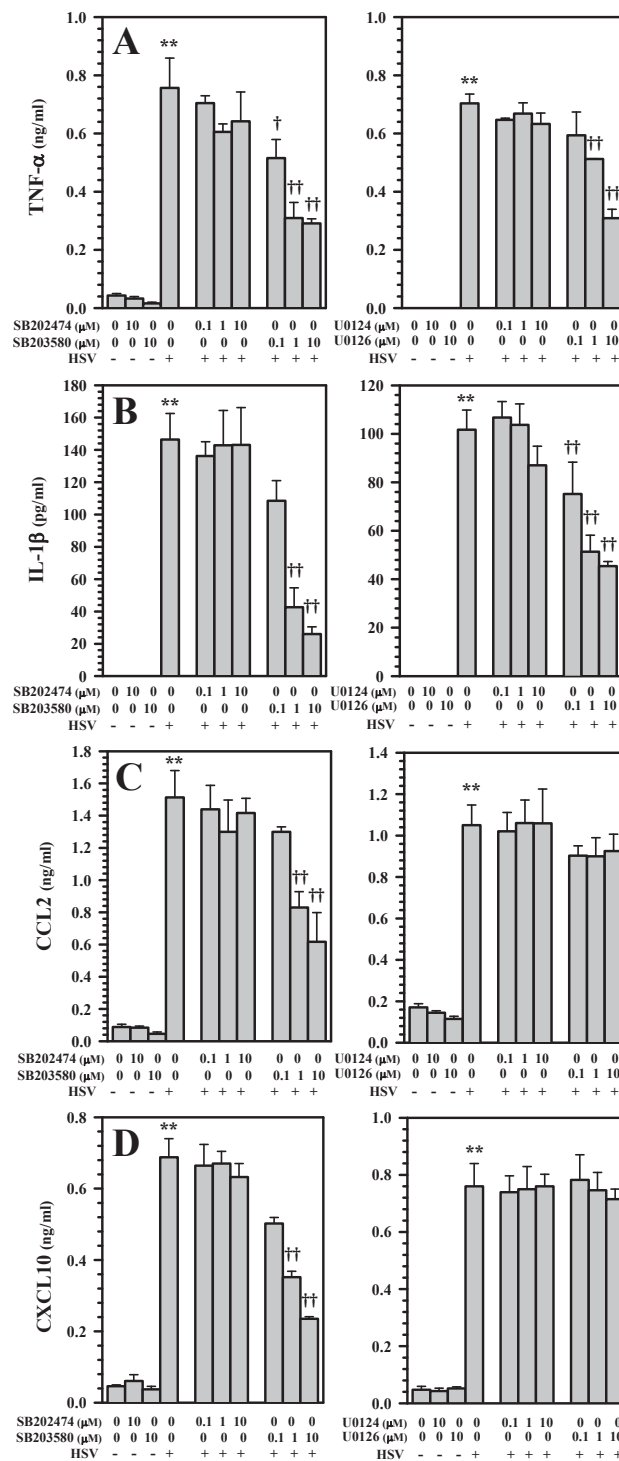 A
TNF-α (ng/ml)
1.0
0.8
0.6
0.4
0.2
0.0
**
†
††
††
SB202474 (μM) 0 10 0 0 0.1 1 10 0 0 0
SB203580 (μM) 0 0 10 0 0 0 0 0.1 1 10
HSV - - - + + + + + + +
1.0
0.8
0.6
0.4
0.2
0.0
**
††
††
U0124 (μM) 0 10 0 0 0.1 1 10 0 0 0
U0126 (μM) 0 0 10 0 0 0 0 0.1 1 10
HSV - - - + + + + + + +
B
IL-1β (pg/ml)
180
160
140
120
100
80
60
40
20
0
**
††
††
SB202474 (μM) 0 10 0 0 0.1 1 10 0 0 0
SB203580 (μM) 0 0 10 0 0 0 0 0.1 1 10
HSV - - - + + + + + + +
120
100
80
60
40
20
0
**
††
††
††
U0124 (μM) 0 10 0 0 0.1 1 10 0 0 0
U0126 (μM) 0 0 10 0 0 0 0 0.1 1 10
HSV - - - + + + + + + +
C
CCL2 (ng/ml)
1.8
1.6
1.4
1.2
1.0
0.8
0.6
0.4
0.2
0.0
**
††
††
SB202474 (μM) 0 10 0 0 0.1 1 10 0 0 0
SB203580 (μM) 0 0 10 0 0 0 0 0.1 1 10
HSV - - - + + + + + + +
1.4
1.2
1.0
0.8
0.6
0.4
0.2
0.0
**
U0124 (μM) 0 10 0 0 0.1 1 10 0 0 0
U0126 (μM) 0 0 10 0 0 0 0 0.1 1 10
HSV - - - + + + + + + +
D
CXCL10 (ng/ml)
0.8
0.6
0.4
0.2
0.0
**
††
††
SB202474 (μM) 0 10 0 0 0.1 1 10 0 0 0
SB203580 (μM) 0 0 10 0 0 0 0 0.1 1 10
HSV - - - + + + + + + +
1.0
0.8
0.6
0.4
0.2
0.0
**
U0124 (μM) 0 10 0 0 0.1 1 10 0 0 0
U0126 (μM) 0 0 10 0 0 0 0 0.1 1 10
HSV - - - + + + + + + +